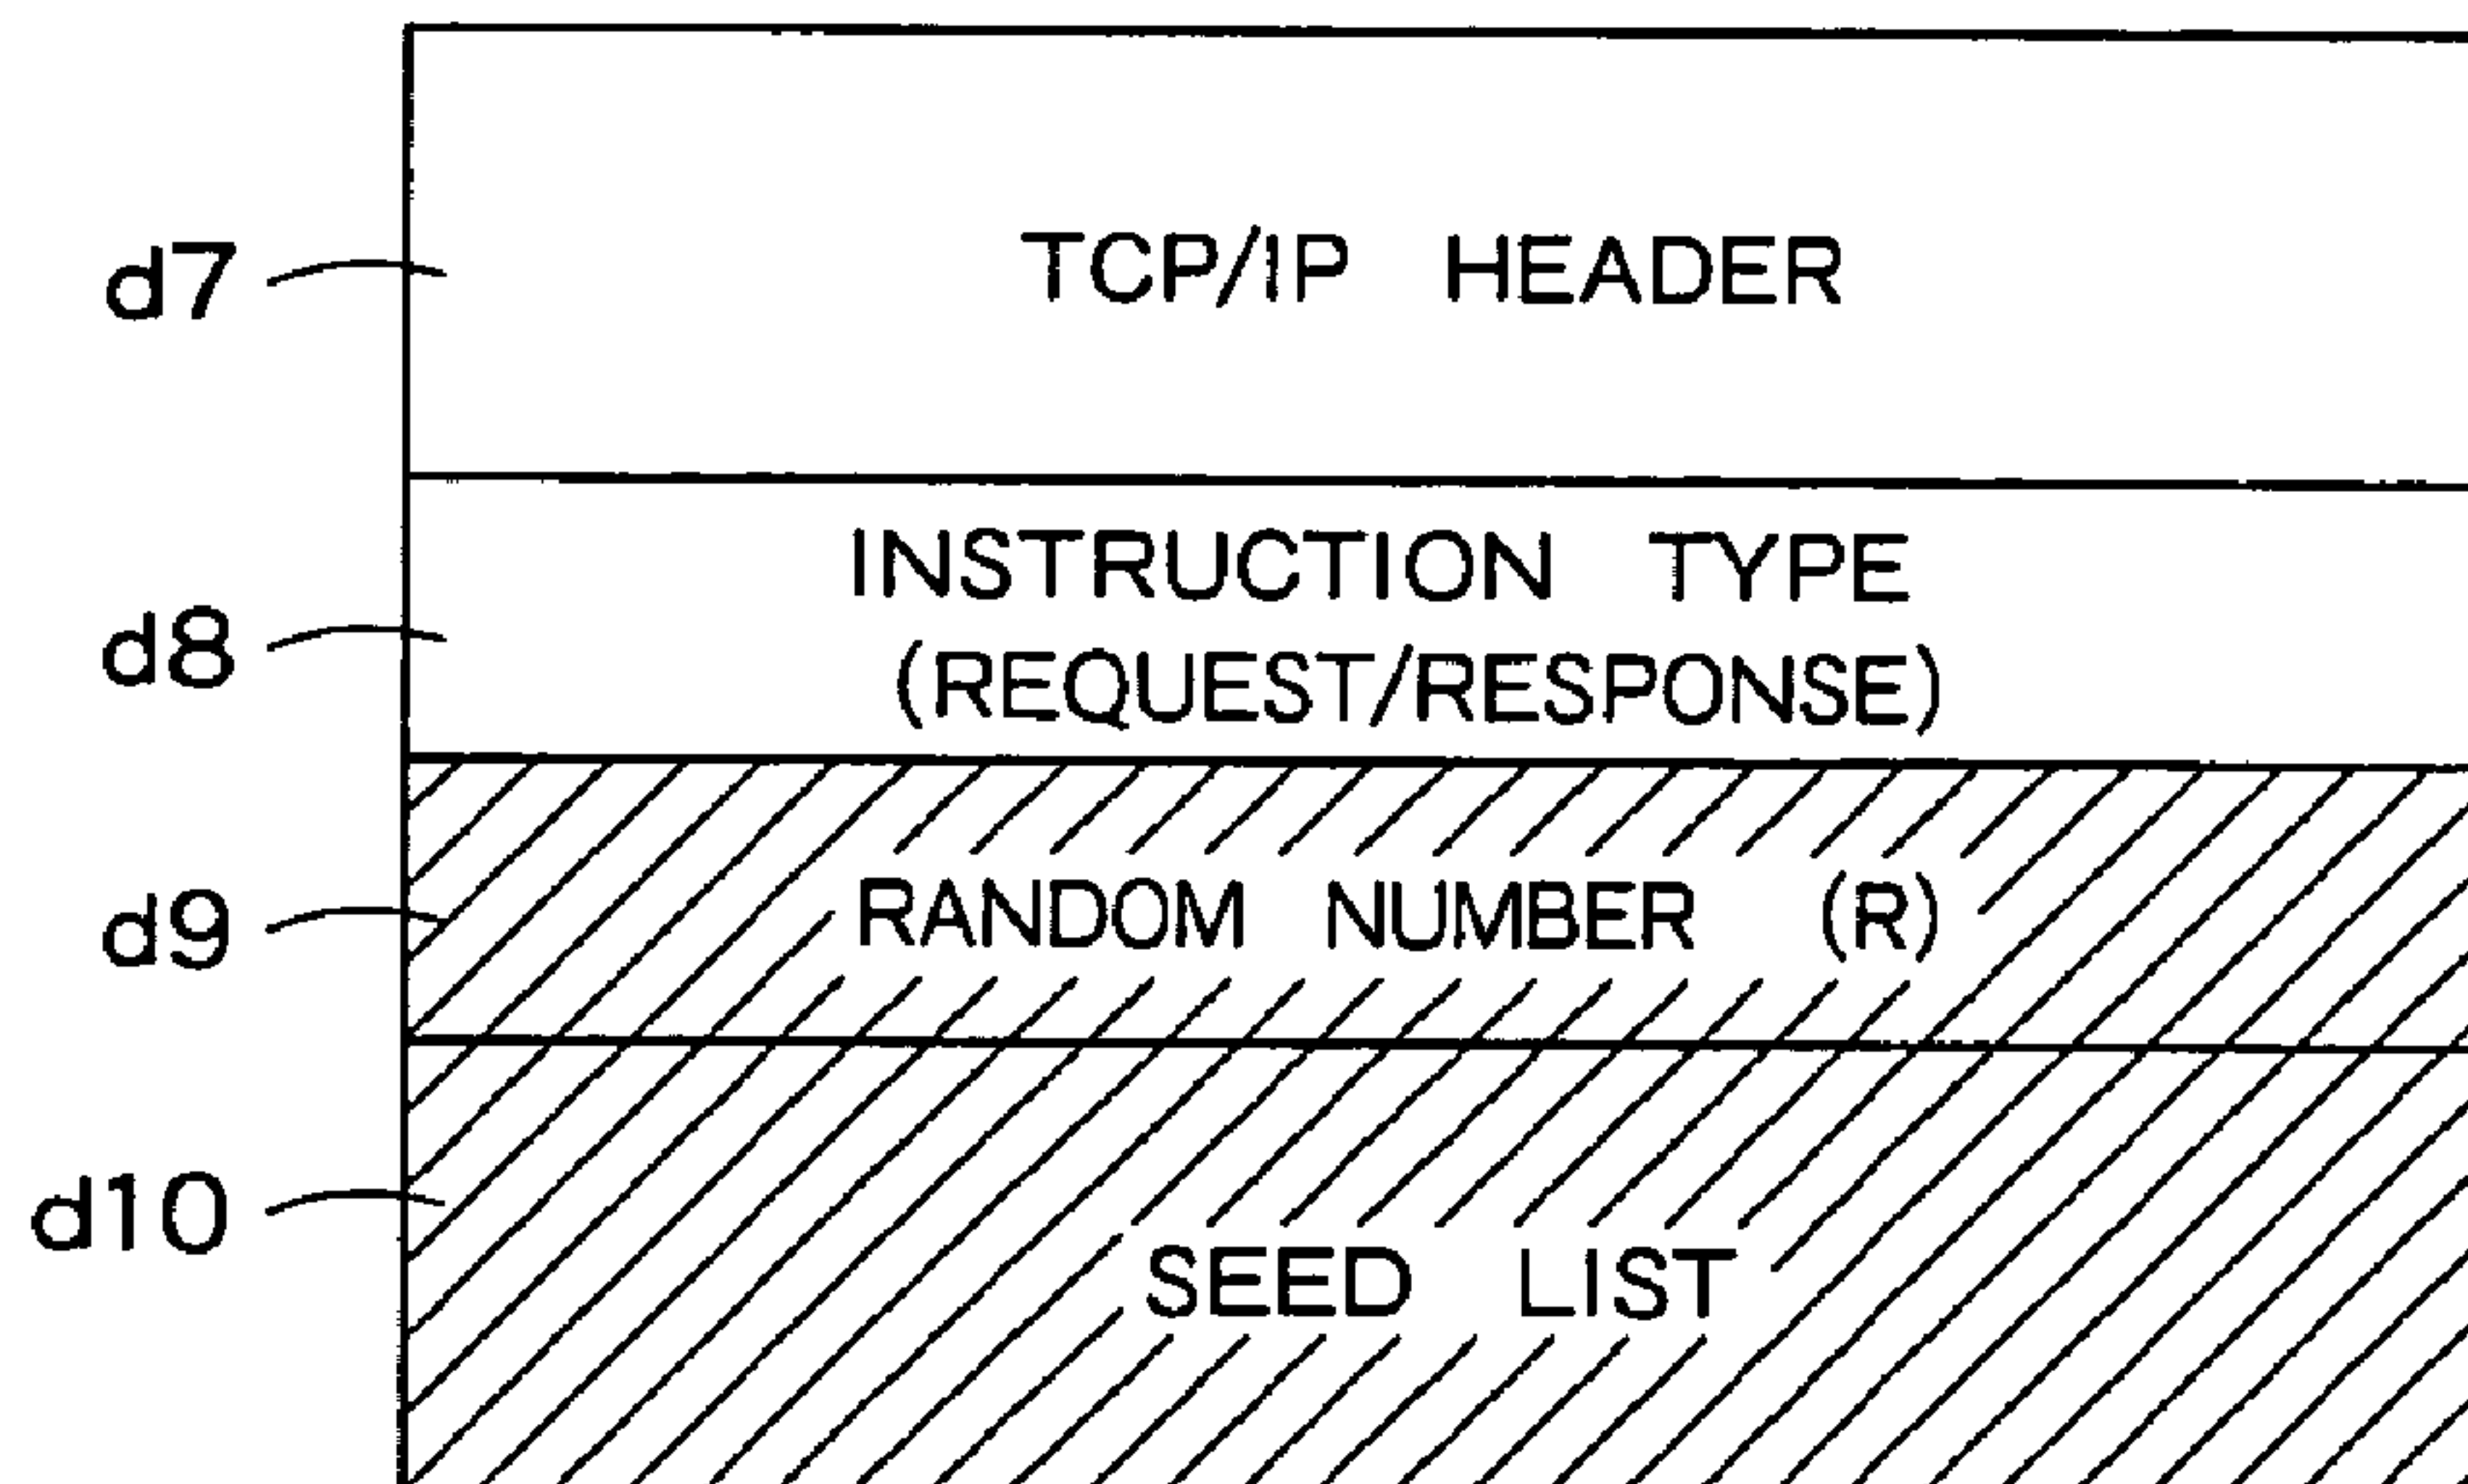 d7 TCP/IP HEADER
d8 INSTRUCTION TYPE
(REQUEST/RESPONSE)
d9 RANDOM NUMBER (R)
d10 SEED LIST